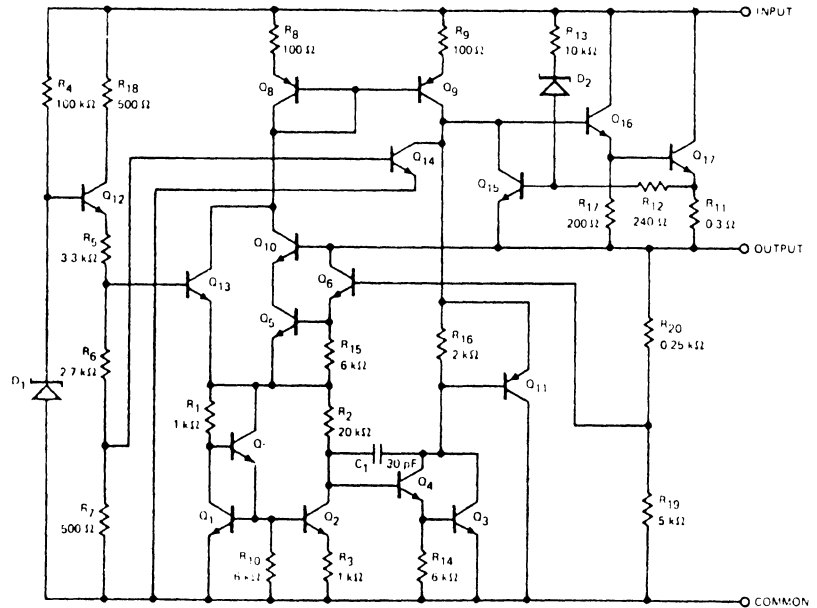 INPUT
R8
100 Ω
R9
100 Ω
R13
10 kΩ
R4
100 kΩ
R18
500 Ω
Q8
Q9
D2
Q16
Q14
Q17
Q12
Q15
R17
200 Ω
R12
240 Ω
R11
0.3 Ω
R5
3.3 kΩ
Q10
OUTPUT
Q13
Q6
Q5
R16
2 kΩ
R20
0.25 kΩ
R6
2.7 kΩ
R15
6 kΩ
D1
Q11
R1
1 kΩ
R2
20 kΩ
C1
30 pF
Q4
R7
500 Ω
Q1
Q2
Q3
R19
5 kΩ
R10
6 kΩ
R3
1 kΩ
R14
6 kΩ
COMMON